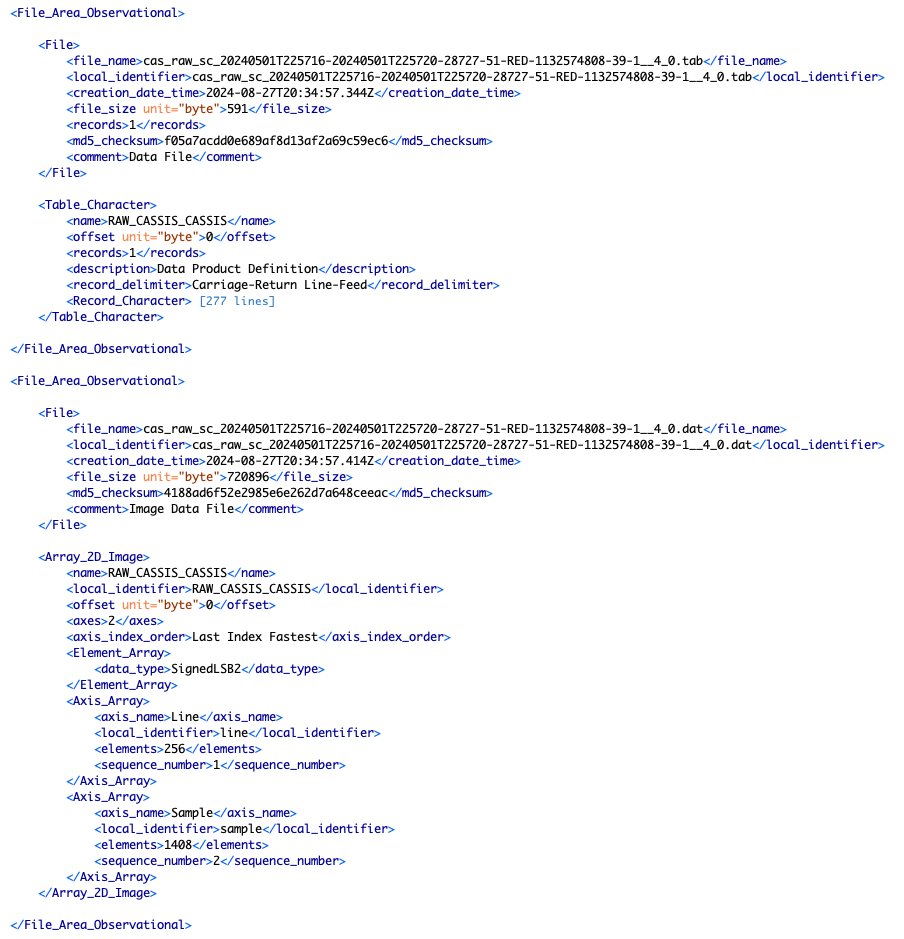 <File_Area_Observational>
<File>
<file_name>cas_raw_sc_20240501T225716-20240501T225720-28727-51-RED-1132574808-39-1__4_0.tab</file_name>
<local_identifier>cas_raw_sc_20240501T225716-20240501T225720-28727-51-RED-1132574808-39-1__4_0.tab</local_identifier>
<creation_date_time>2024-08-27T20:34:57.344Z</creation_date_time>
<file_size unit="byte">591</file_size>
<records>1</records>
<md5_checksum>f05a7acdd0e689af8d13af2a69c59ec6</md5_checksum>
<comment>Data File</comment>
</File>
<Table_Character>
<name>RAW_CASSIS_CASSIS</name>
<offset unit="byte">0</offset>
<records>1</records>
<description>Data Product Definition</description>
<record_delimiter>Carriage-Return Line-Feed</record_delimiter>
<Record_Character> [277 lines]
</Table_Character>
</File_Area_Observational>
<File_Area_Observational>
<File>
<file_name>cas_raw_sc_20240501T225716-20240501T225720-28727-51-RED-1132574808-39-1__4_0.dat</file_name>
<local_identifier>cas_raw_sc_20240501T225716-20240501T225720-28727-51-RED-1132574808-39-1__4_0.dat</local_identifier>
<creation_date_time>2024-08-27T20:34:57.414Z</creation_date_time>
<file_size unit="byte">720896</file_size>
<md5_checksum>4188ad6f52e2985e6e262d7a648ceeac</md5_checksum>
<comment>Image Data File</comment>
</File>
<Array_2D_Image>
<name>RAW_CASSIS_CASSIS</name>
<local_identifier>RAW_CASSIS_CASSIS</local_identifier>
<offset unit="byte">0</offset>
<axes>2</axes>
<axis_index_order>Last Index Fastest</axis_index_order>
<Element_Array>
<data_type>SignedLSB2</data_type>
</Element_Array>
<Axis_Array>
<axis_name>Line</axis_name>
<local_identifier>line</local_identifier>
<elements>256</elements>
<sequence_number>1</sequence_number>
</Axis_Array>
<Axis_Array>
<axis_name>Sample</axis_name>
<local_identifier>sample</local_identifier>
<elements>1408</elements>
<sequence_number>2</sequence_number>
</Axis_Array>
</Array_2D_Image>
</File_Area_Observational>